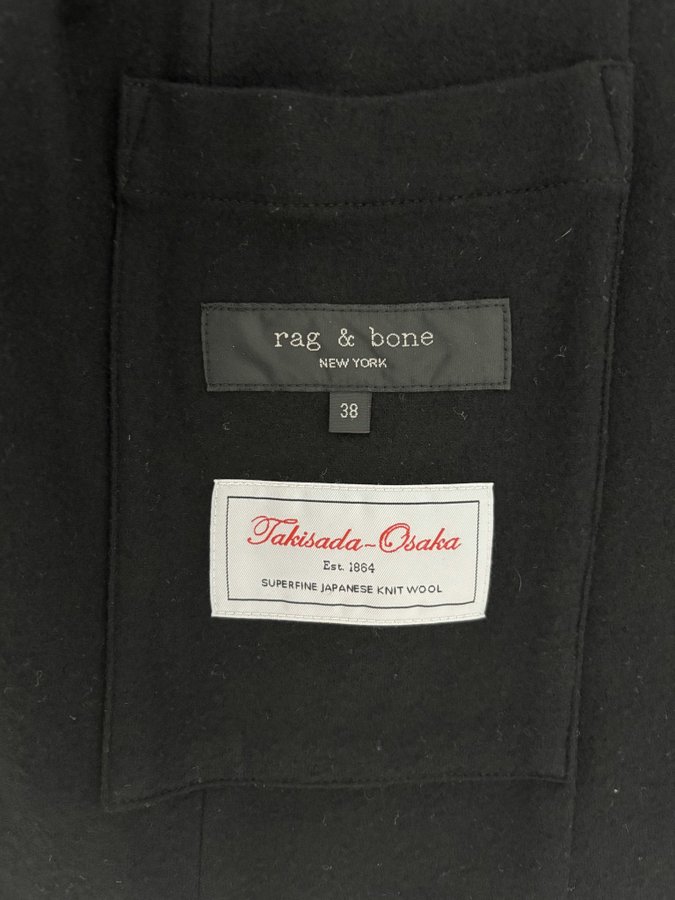 rag & bone
NEW YORK
38
Takisada-Osaka
Est. 1864
SUPERFINE JAPANESE KNIT WOOL